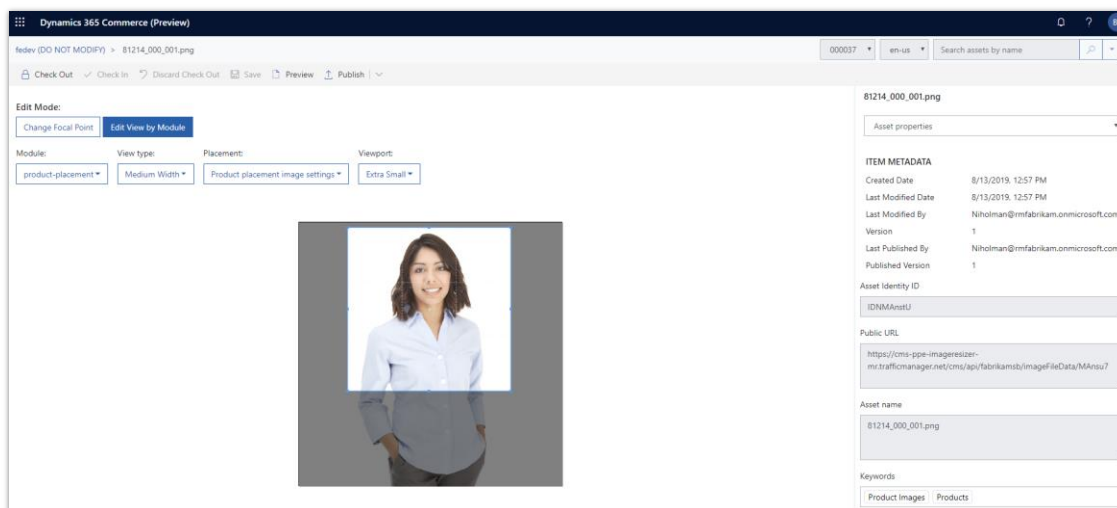 Dynamics 365 Commerce (Preview)
?
fedev (DO NOT MODIFY) > 81214_000_001.png
000037
en-us
Search assets by name
Check Out
Check In
Discard Check Out
Save
Preview
Publish
Edit Mode:
Change Focal Point
Edit View by Module
Module:
View type:
Placement:
Viewport:
product-placement
Medium Width
Product placement image settings
Extra Small
81214_000_001.png
Asset properties
ITEM METADATA
Created Date 8/13/2019, 12:57 PM
Last Modified Date 8/13/2019, 12:57 PM
Last Modified By Niholman@rmfabrikam.onmicrosoft.com
Version 1
Last Published By Niholman@rmfabrikam.onmicrosoft.com
Published Version 1
Asset Identity ID
IDNMAnstU
Public URL
https://cms-ppe-imageresizer-
mr.trafficmanager.net/cms/api/fabrikamsb/imageFileData/MAnsu7
Asset name
81214_000_001.png
Keywords
Product Images
Products